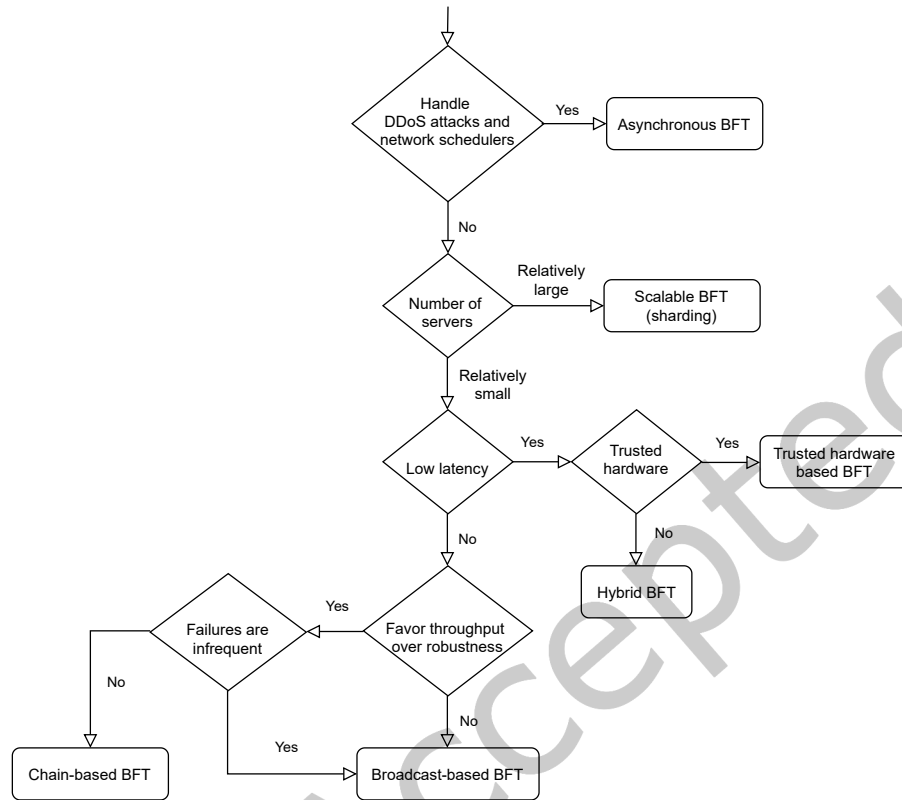 Handle
DDoS attacks and
network schedulers
Yes
Asynchronous BFT
No
Number of
servers
Relatively
large
Scalable BFT
(sharding)
Relatively
small
Low latency
Yes
Trusted
hardware
Yes
Trusted hardware
based BFT
No
No
Hybrid BFT
Failures are
infrequent
Yes
Favor throughput
over robustness
No
No
Yes
Chain-based BFT
Broadcast-based BFT
Accepted